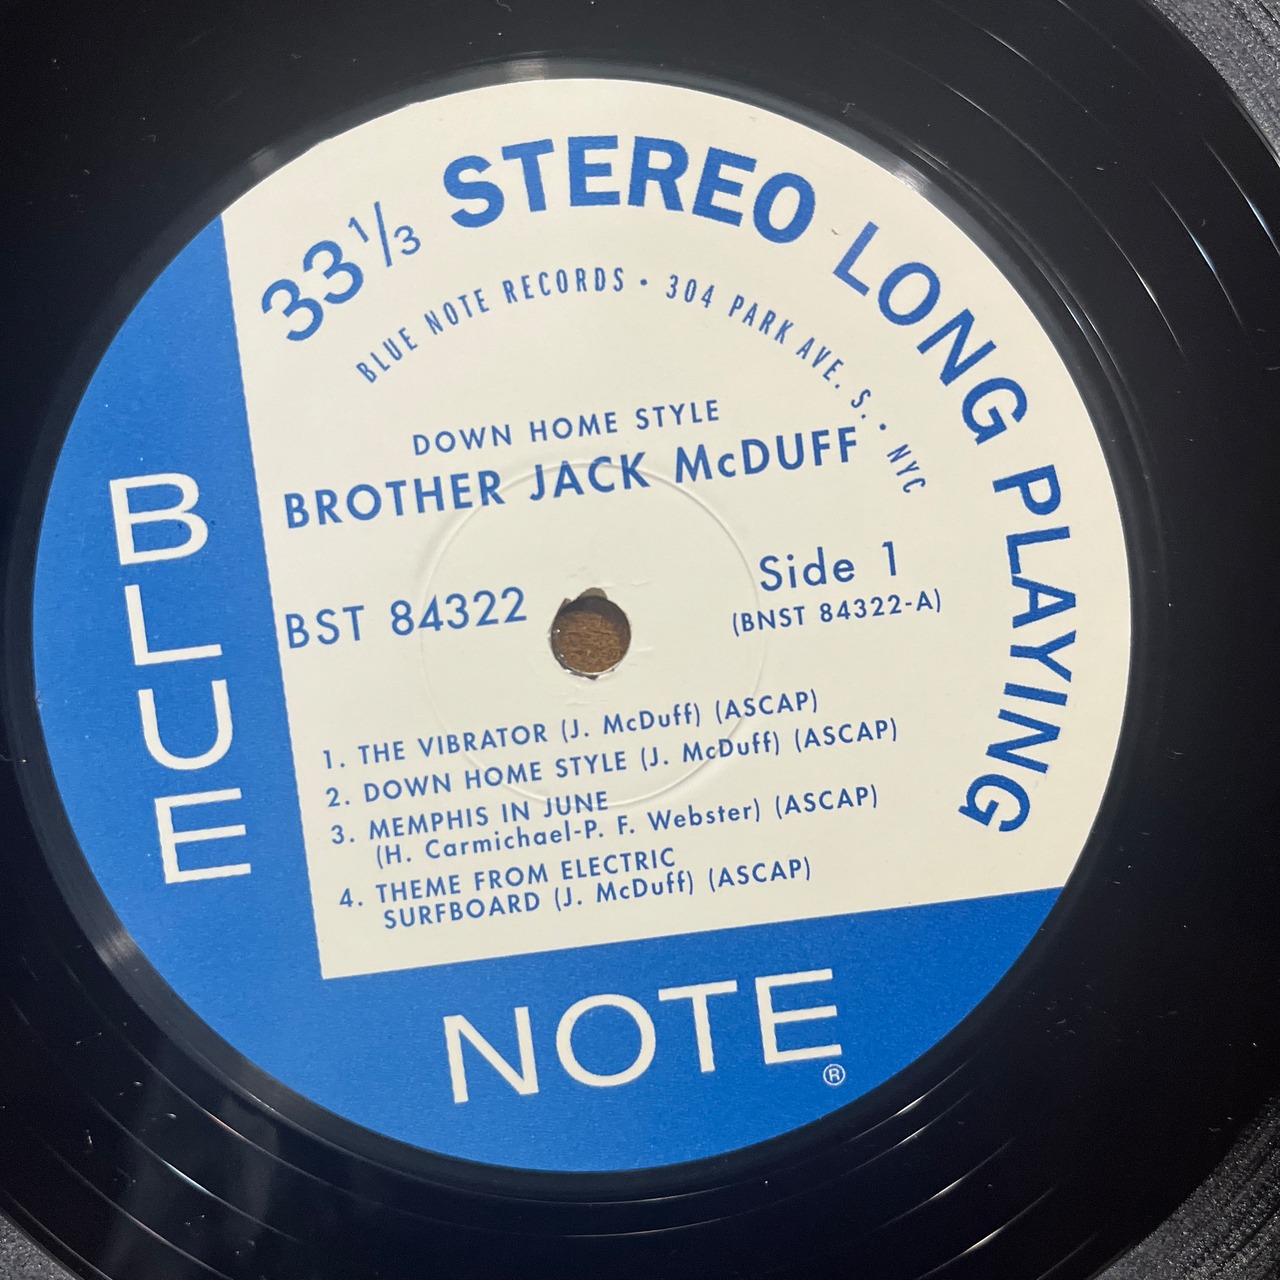 33 1/3 STEREO LONG PLAYING
BLUE NOTE RECORDS · 304 PARK AVE. S. · NYC
DOWN HOME STYLE
BROTHER JACK McDUFF
BST 84322
Side 1
(BNST 84322-A)
1. THE VIBRATOR (J. McDuff) (ASCAP)
2. DOWN HOME STYLE (J. McDuff) (ASCAP)
3. MEMPHIS IN JUNE
(H. Carmichael-P. F. Webster) (ASCAP)
4. THEME FROM ELECTRIC
SURFBOARD (J. McDuff) (ASCAP)
BLUE
NOTE®